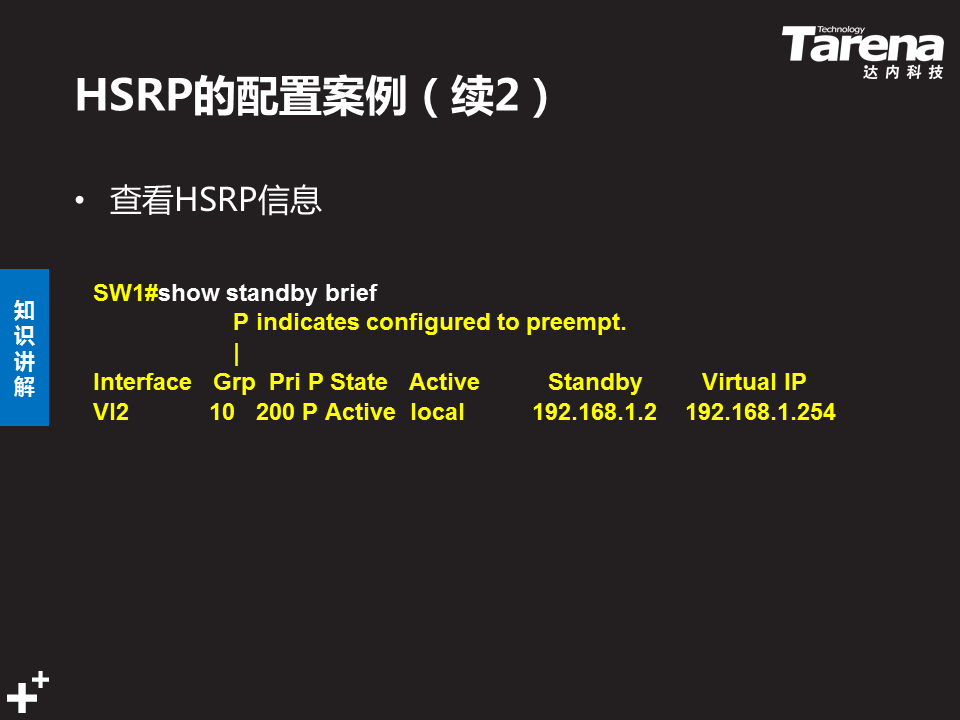 Technology
Tarena
达内科技
HSRP的配置案例（续2）
• 查看HSRP信息
知识讲解
SW1#show standby brief
P indicates configured to preempt.
|
Interface Grp Pri P State Active Standby Virtual IP
Vl2 10 200 P Active local 192.168.1.2 192.168.1.254